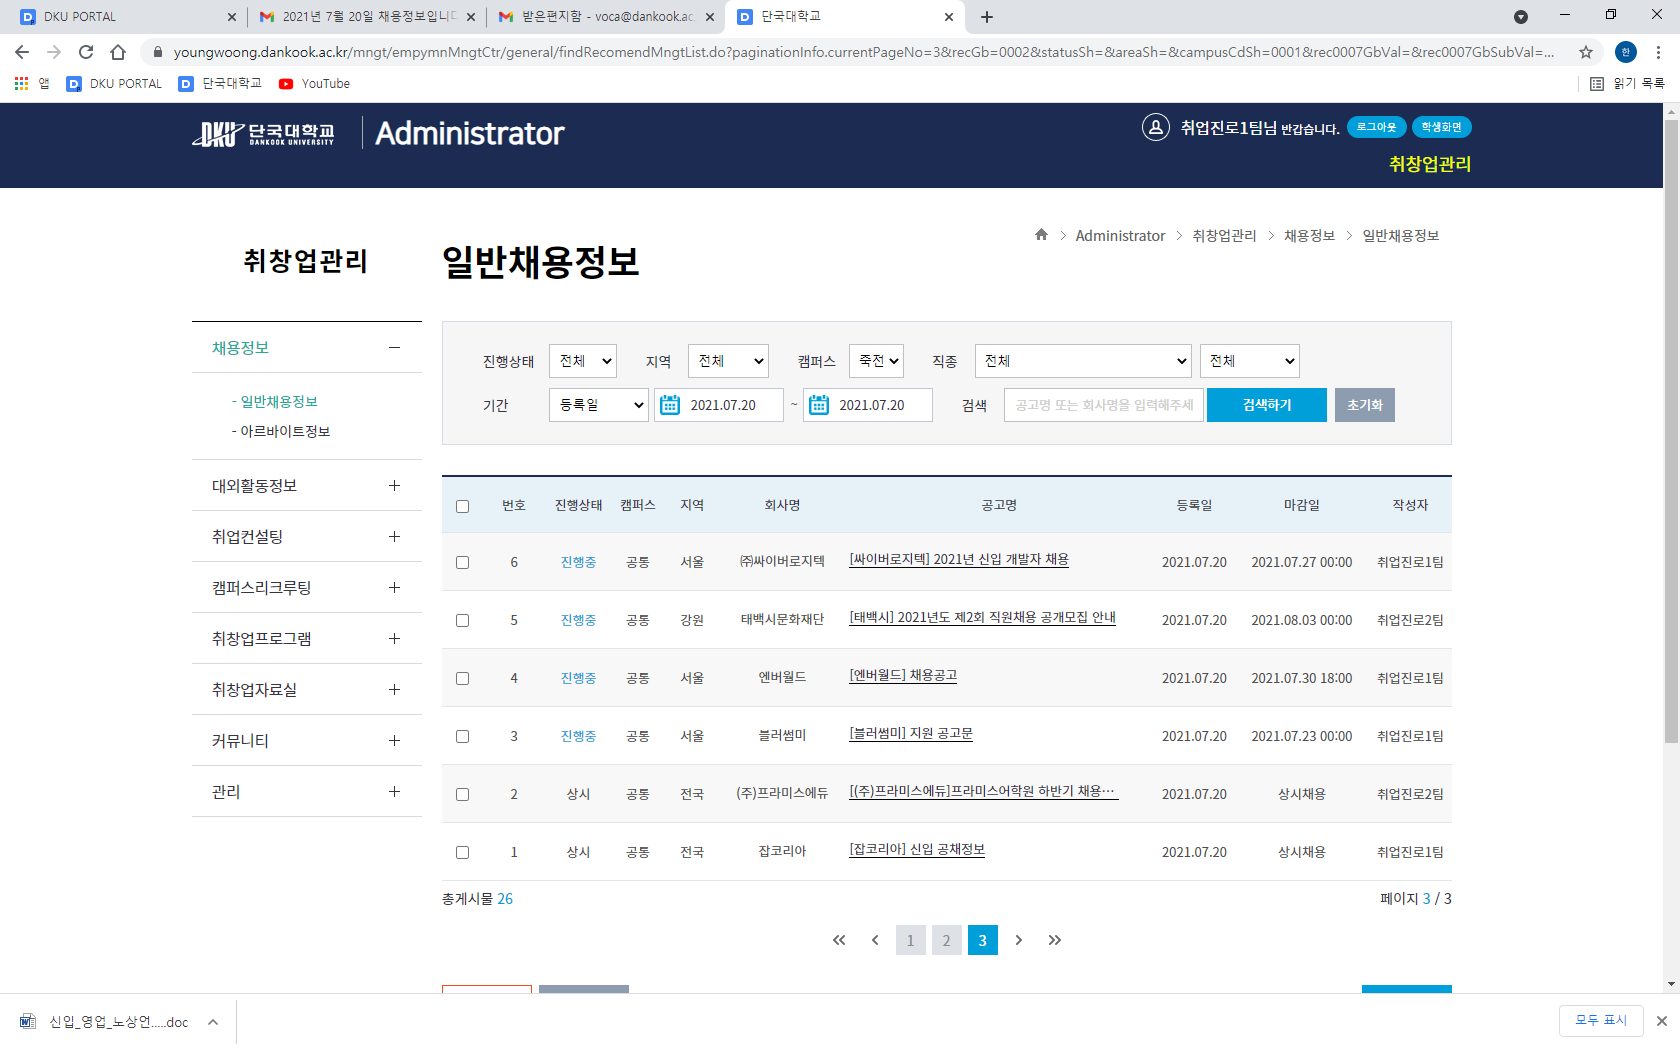 DKU PORTAL
2021년 7월 20일 채용정보입니다
받은편지함 - voca@dankook.ac.
단국대학교
youngwoong.dankook.ac.kr/mngt/empymnMngtCtr/general/findRecomendMngtList.do?paginationInfo.currentPageNo=3&recGb=0002&statusSh=&areaSh=&campusCdSh=0001&rec0007GbVal=&rec0007GbSubVal=...
한
앱
DKU PORTAL
단국대학교
YouTube
읽기 목록
DKU 단국대학교
DANKOOK UNIVERSITY
Administrator
취업진로1팀님 반갑습니다.
로그아웃
학생화면
취창업관리
Administrator > 취창업관리 > 채용정보 > 일반채용정보
취창업관리
일반채용정보
채용정보
- 일반채용정보
- 아르바이트정보
대외활동정보
취업컨설팅
캠퍼스리크루팅
취창업프로그램
취창업자료실
커뮤니티
관리
진행상태 전체 지역 전체 캠퍼스 죽전 직종 전체 전체
기간 등록일 2021.07.20 ~ 2021.07.20 검색 공고명 또는 회사명을 입력해주세 검색하기 초기화
번호 진행상태 캠퍼스 지역 회사명 공고명 등록일 마감일 작성자
6 진행중 공통 서울 ㈜싸이버로지텍 [싸이버로지텍] 2021년 신입 개발자 채용 2021.07.20 2021.07.27 00:00 취업진로1팀
5 진행중 공통 강원 태백시문화재단 [태백시] 2021년도 제2회 직원채용 공개모집 안내 2021.07.20 2021.08.03 00:00 취업진로2팀
4 진행중 공통 서울 엔버월드 [엔버월드] 채용공고 2021.07.20 2021.07.30 18:00 취업진로1팀
3 진행중 공통 서울 블러썸미 [블러썸미] 지원 공고문 2021.07.20 2021.07.23 00:00 취업진로1팀
2 상시 공통 전국 (주)프라미스에듀 [(주)프라미스에듀]프라미스어학원 하반기 채용… 2021.07.20 상시채용 취업진로2팀
1 상시 공통 전국 잡코리아 [잡코리아] 신입 공채정보 2021.07.20 상시채용 취업진로1팀
총게시물 26
페이지 3 / 3
« ‹ 1 2 3 › »
신입_영업_노상언.....doc
모두 표시